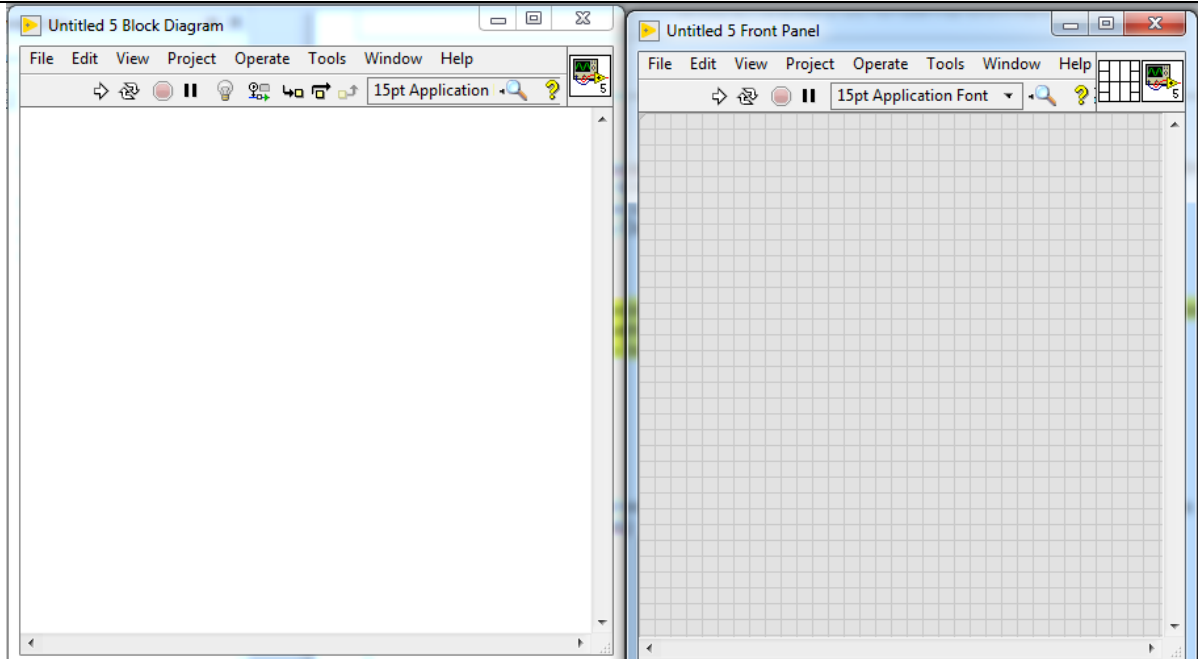 Untitled 5 Block Diagram
File Edit View Project Operate Tools Window Help
15pt Application
5
Untitled 5 Front Panel
File Edit View Project Operate Tools Window Help
15pt Application Font
5